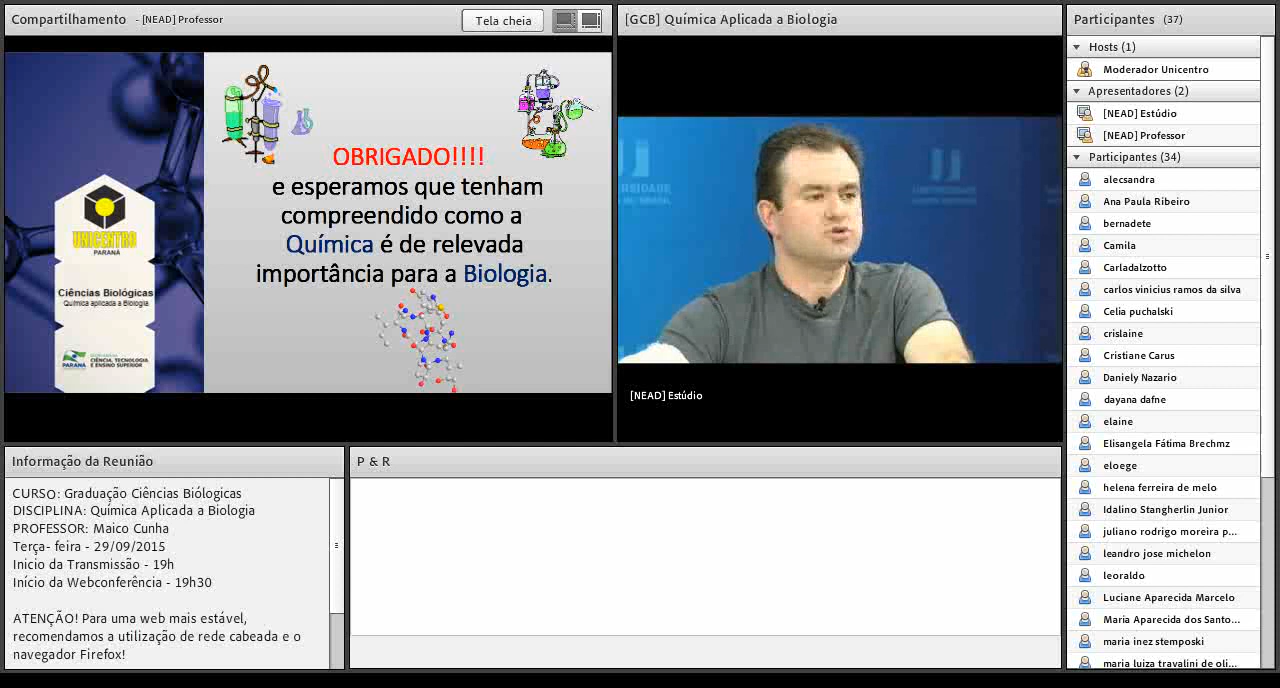 Compartilhamento - [NEAD] Professor
Tela cheia
OBRIGADO!!!!
e esperamos que tenham
compreendido como a
Química é de relevada
importância para a Biologia.
UNICENTRO
PARANÁ
Ciências Biológicas
Química aplicada a Biologia
PARANÁ
CIÊNCIA, TECNOLOGIA
E ENSINO SUPERIOR
[GCB] Química Aplicada a Biologia
[NEAD] Estúdio
Participantes (37)
Hosts (1)
Moderador Unicentro
Apresentadores (2)
[NEAD] Estúdio
[NEAD] Professor
Participantes (34)
alecsandra
Ana Paula Ribeiro
bernadete
Camila
Carladalzotto
carlos vinicius ramos da silva
Celia puchalski
crislaine
Cristiane Carus
Daniely Nazario
dayana dafne
elaine
Elisangela Fátima Brechmz
eloege
helena ferreira de melo
Idalino Stangherlin Junior
juliano rodrigo moreira p...
leandro jose michelon
leoraldo
Luciane Aparecida Marcelo
Maria Aparecida dos Santo...
maria inez stemposki
maria luiza travalini de oli...
Informação da Reunião
CURSO: Graduação Ciências Biólogicas
DISCIPLINA: Química Aplicada a Biologia
PROFESSOR: Maico Cunha
Terça- feira - 29/09/2015
Inicio da Transmissão - 19h
Início da Webconferência - 19h30
ATENÇÃO! Para uma web mais estável,
recomendamos a utilização de rede cabeada e o
navegador Firefox!
P & R